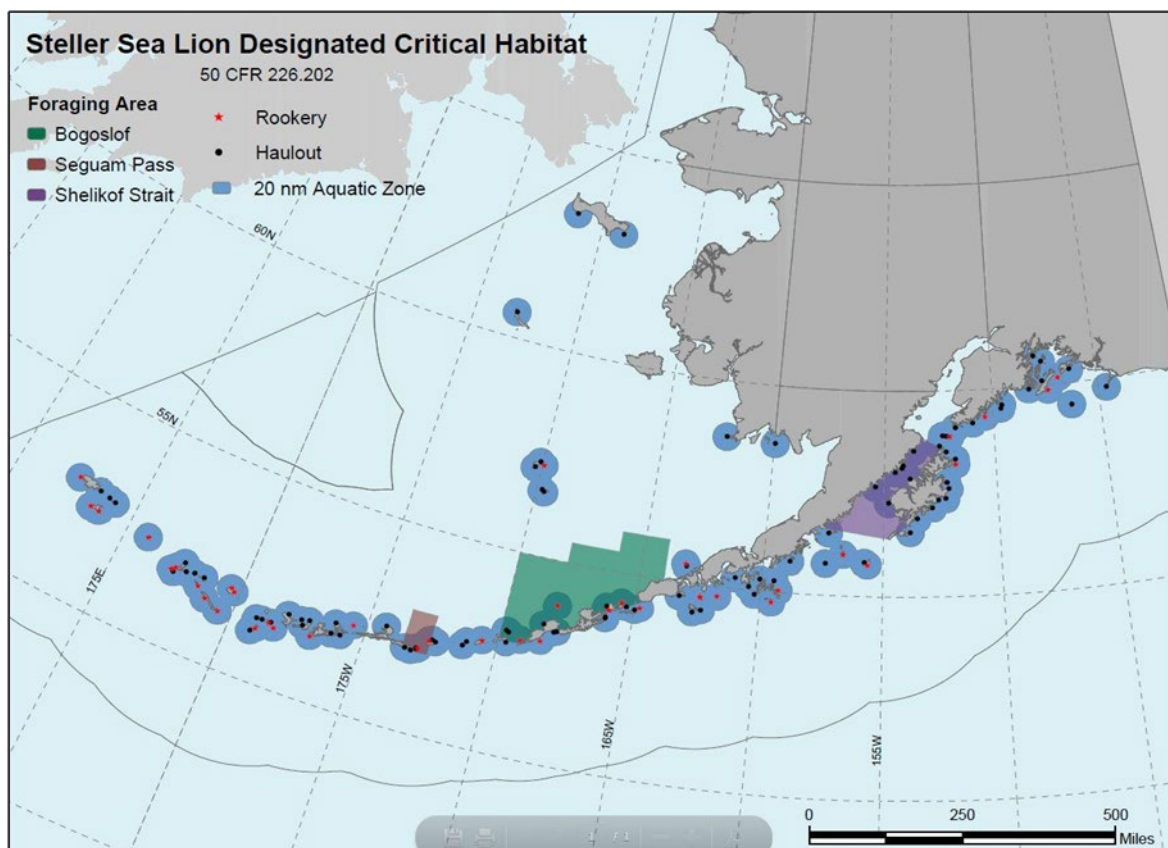 Steller Sea Lion Designated Critical Habitat
50 CFR 226.202
Foraging Area
Bogoslof
Seguam Pass
Shelikof Strait
Rookery
Haulout
20 nm Aquatic Zone
60N
55N
175E
175W
165W
155W
0 250 500
Miles